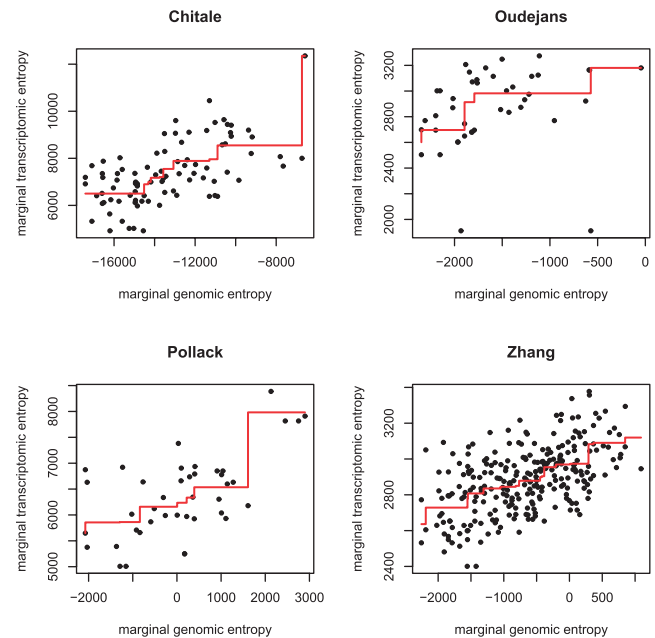 Chitale
marginal transcriptomic entropy
6000 8000 10000
−16000 −12000 −8000
marginal genomic entropy
Oudejans
marginal transcriptomic entropy
2000 2400 2800 3200
−2000 −1000 −500 0
marginal genomic entropy
Pollack
marginal transcriptomic entropy
5000 6000 7000 8000
−2000 0 1000 2000 3000
marginal genomic entropy
Zhang
marginal transcriptomic entropy
2400 2800 3200
−2000 −1000 0 500
marginal genomic entropy